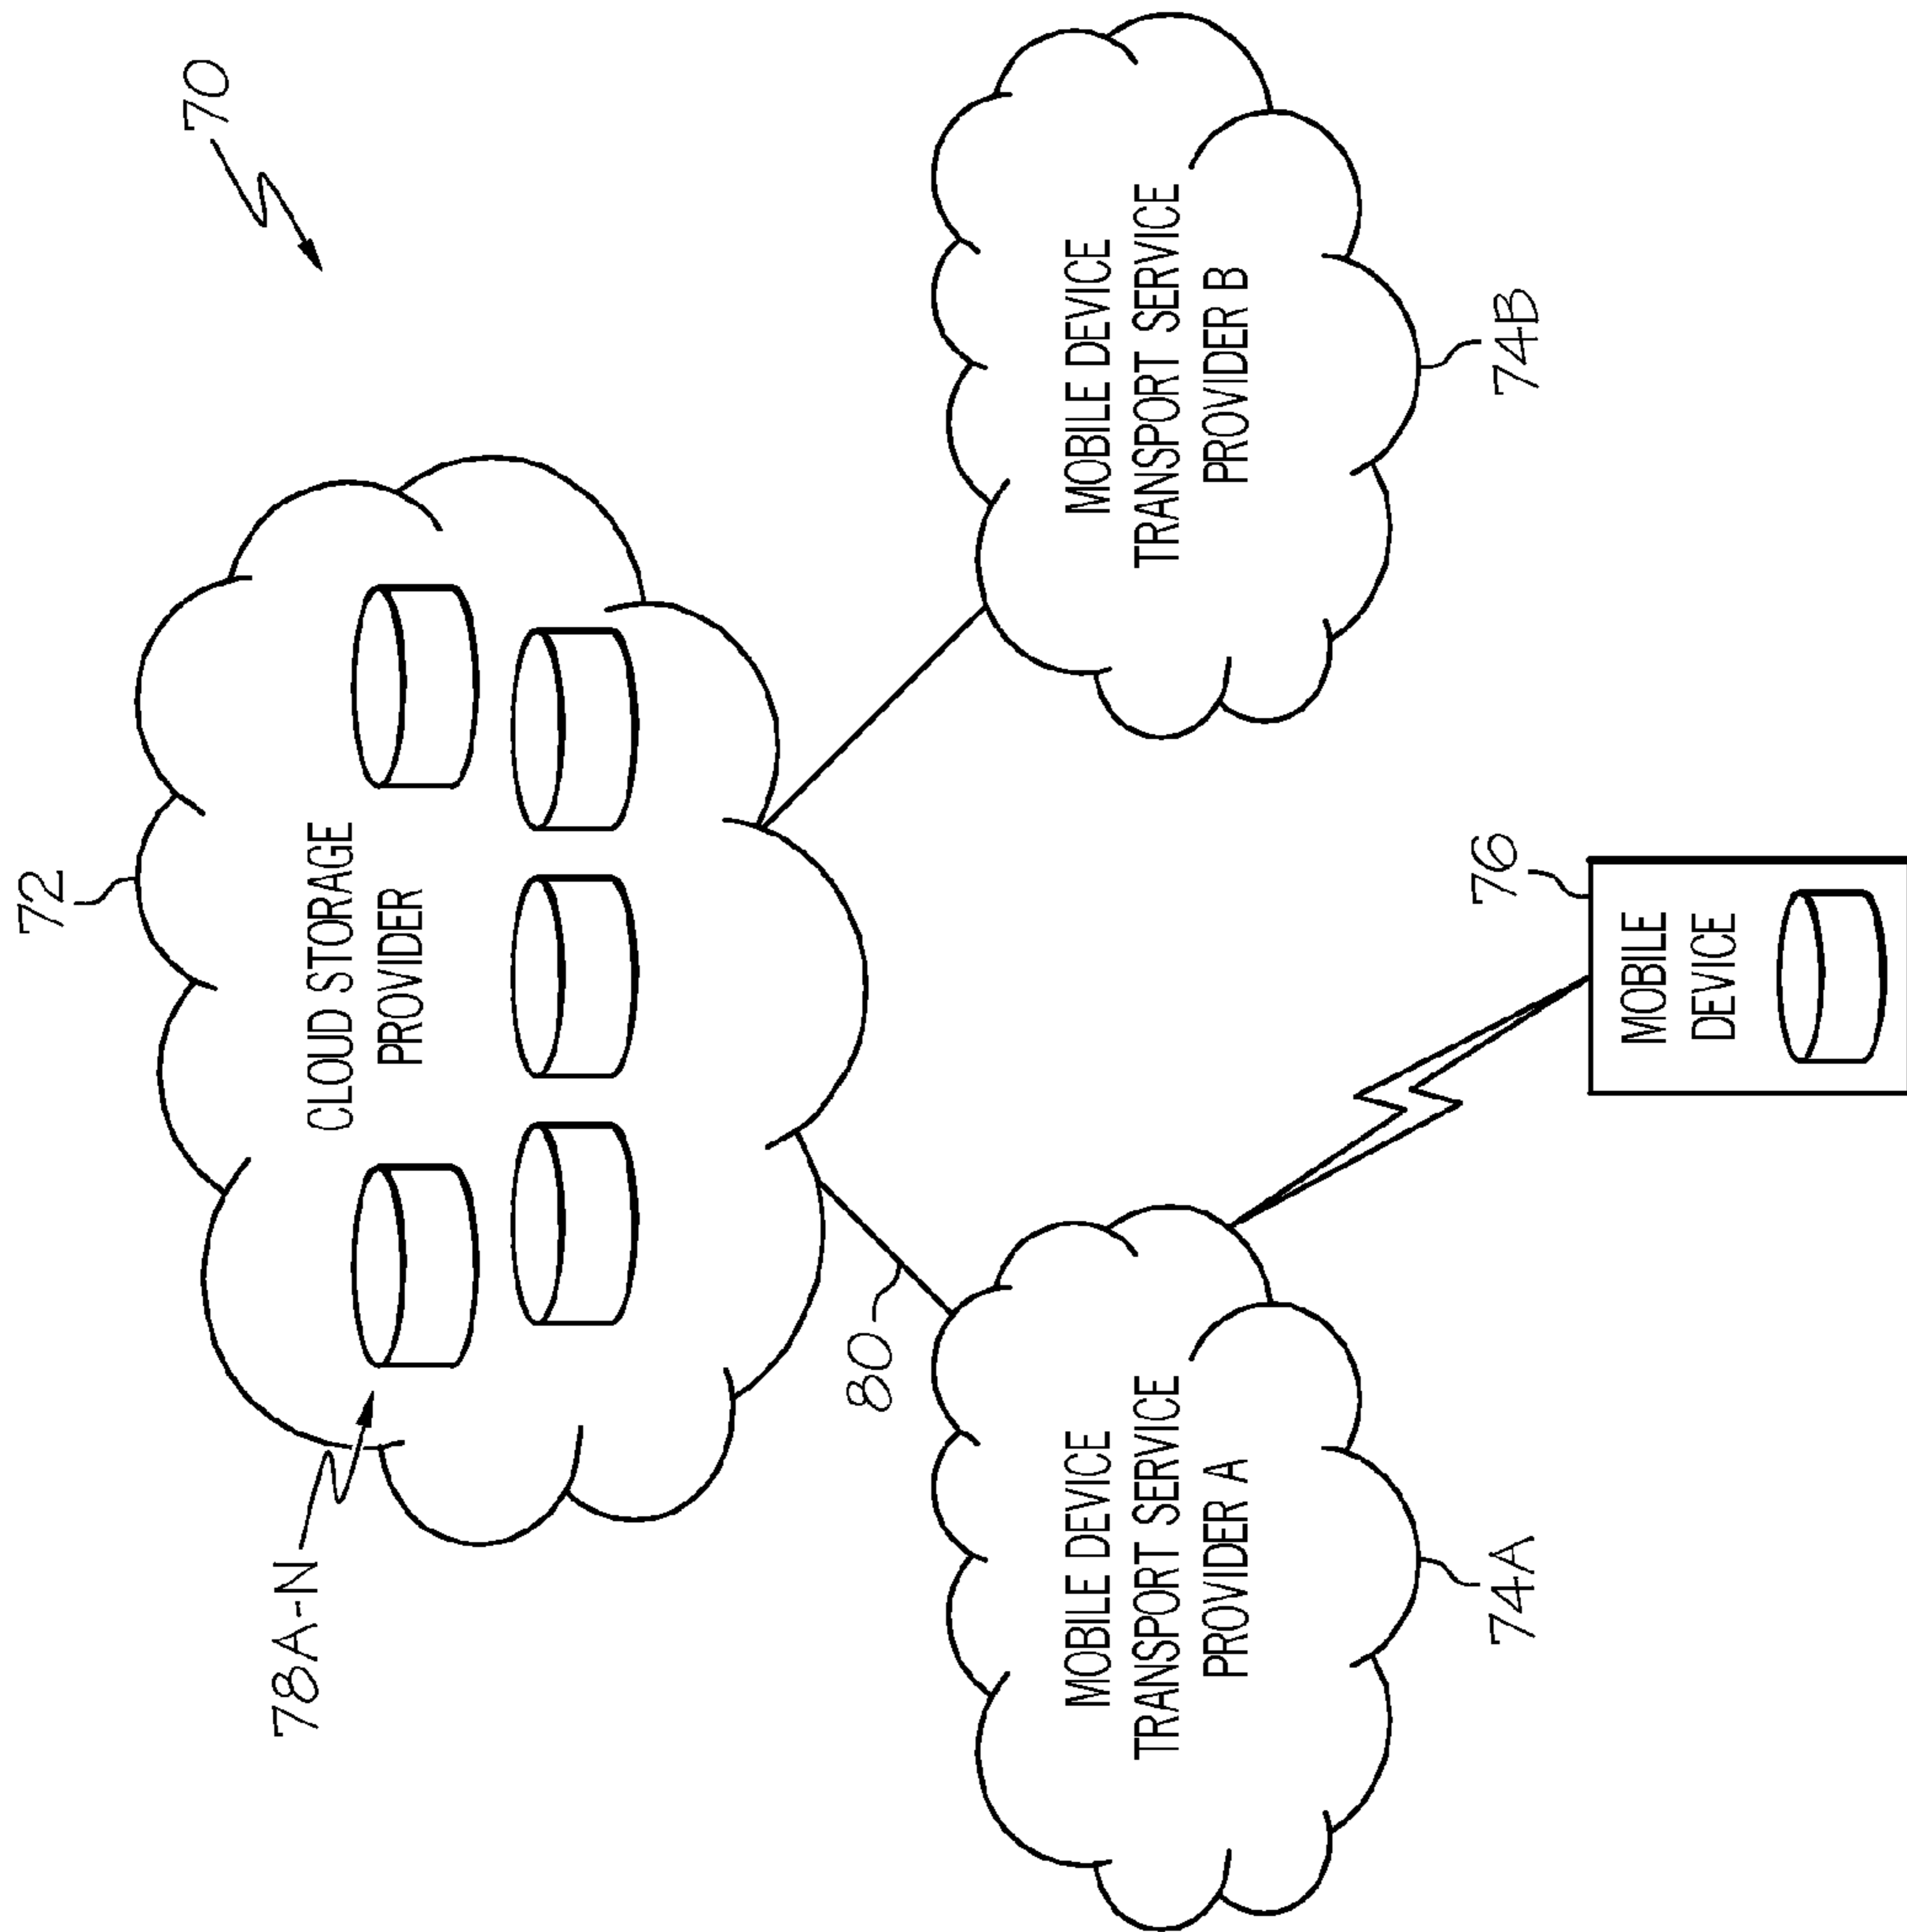 70
72
CLOUD STORAGE
PROVIDER
78A-N
80
MOBILE DEVICE
TRANSPORT SERVICE
PROVIDER A
74A
MOBILE DEVICE
TRANSPORT SERVICE
PROVIDER B
74B
76
MOBILE
DEVICE